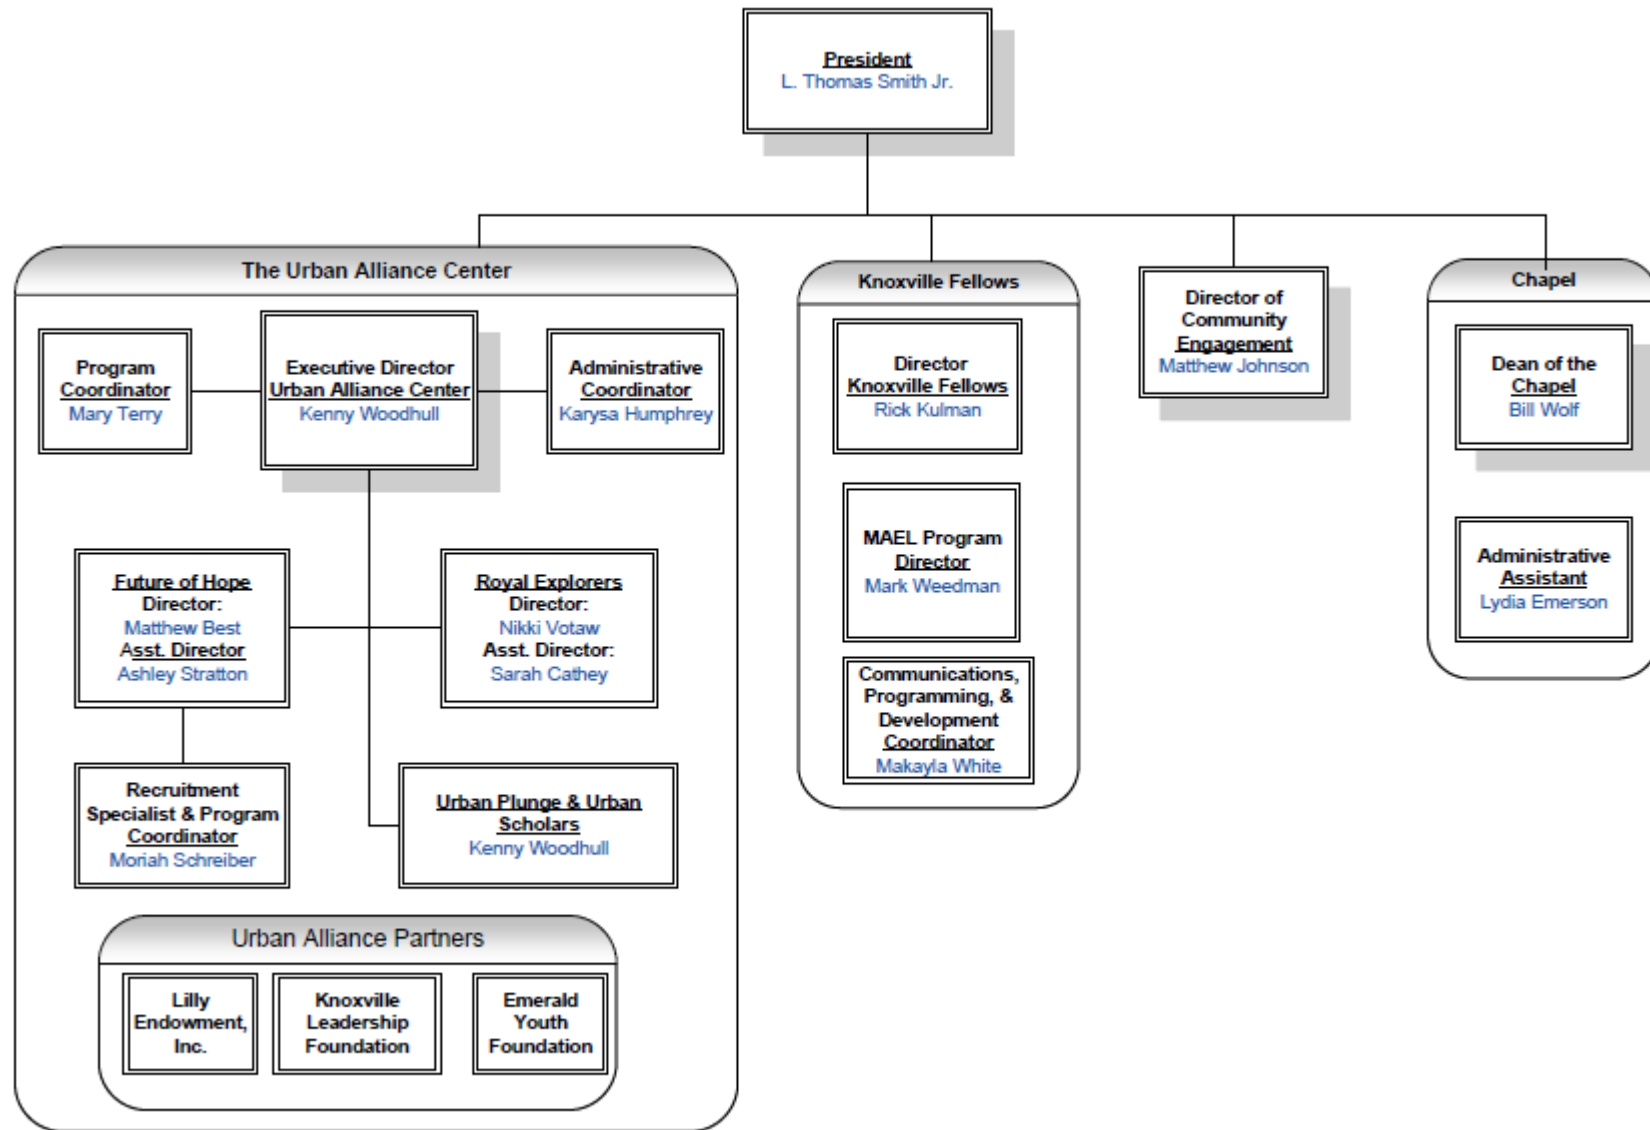 President
L. Thomas Smith Jr.
The Urban Alliance Center
Program
Coordinator
Mary Terry
Executive Director
Urban Alliance Center
Kenny Woodhull
Administrative
Coordinator
Karysa Humphrey
Future of Hope
Director:
Matthew Best
Asst. Director
Ashley Stratton
Royal Explorers
Director:
Nikki Votaw
Asst. Director:
Sarah Cathey
Recruitment
Specialist & Program
Coordinator
Moriah Schreiber
Urban Plunge & Urban
Scholars
Kenny Woodhull
Urban Alliance Partners
Lilly
Endowment,
Inc.
Knoxville
Leadership
Foundation
Emerald
Youth
Foundation
Knoxville Fellows
Director
Knoxville Fellows
Rick Kulman
MAEL Program
Director
Mark Weedman
Communications,
Programming, &
Development
Coordinator
Makayla White
Director of
Community
Engagement
Matthew Johnson
Chapel
Dean of the
Chapel
Bill Wolf
Administrative
Assistant
Lydia Emerson